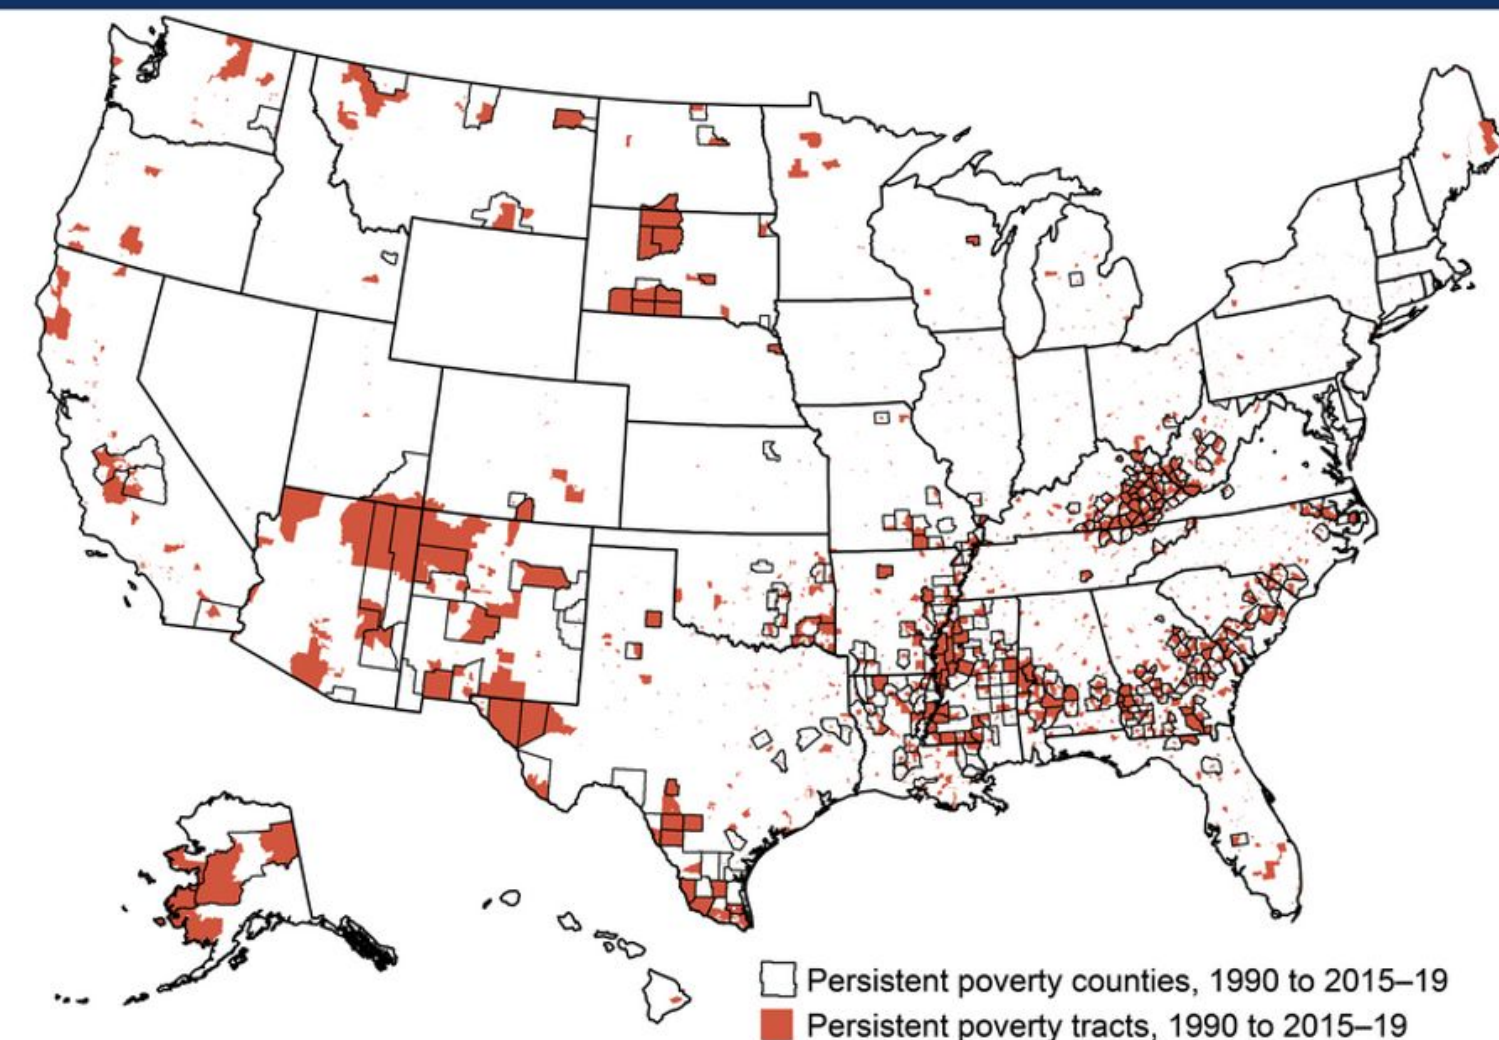 Persistent poverty counties, 1990 to 2015–19
Persistent poverty tracts, 1990 to 2015–19